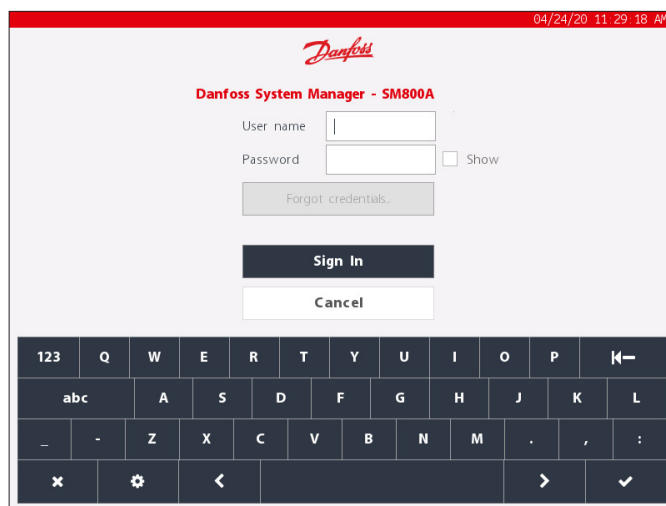 04/24/20 11:29:18 AM
Danfoss
Danfoss System Manager - SM800A
User name
Password
Show
Forgot credentials..
Sign In
Cancel
123 Q W E R T Y U I O P
abc A S D F G H J K L
_ - Z X C V B N M . , :